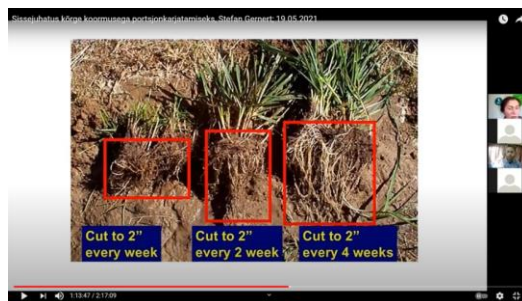 Sissejuhatus kõrge koormusega portsjonkarjatamiseks, Stefan Gernert; 19.05.2021
Cut to 2”
every week
Cut to 2”
every 2 week
Cut to 2”
every 4 weeks
1:13:47 / 2:17:09